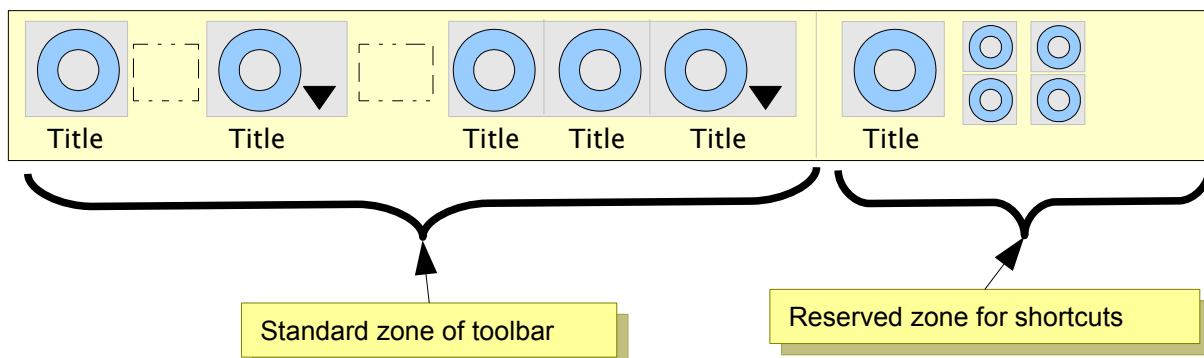 Title Title Title Title Title Title
Standard zone of toolbar
Reserved zone for shortcuts